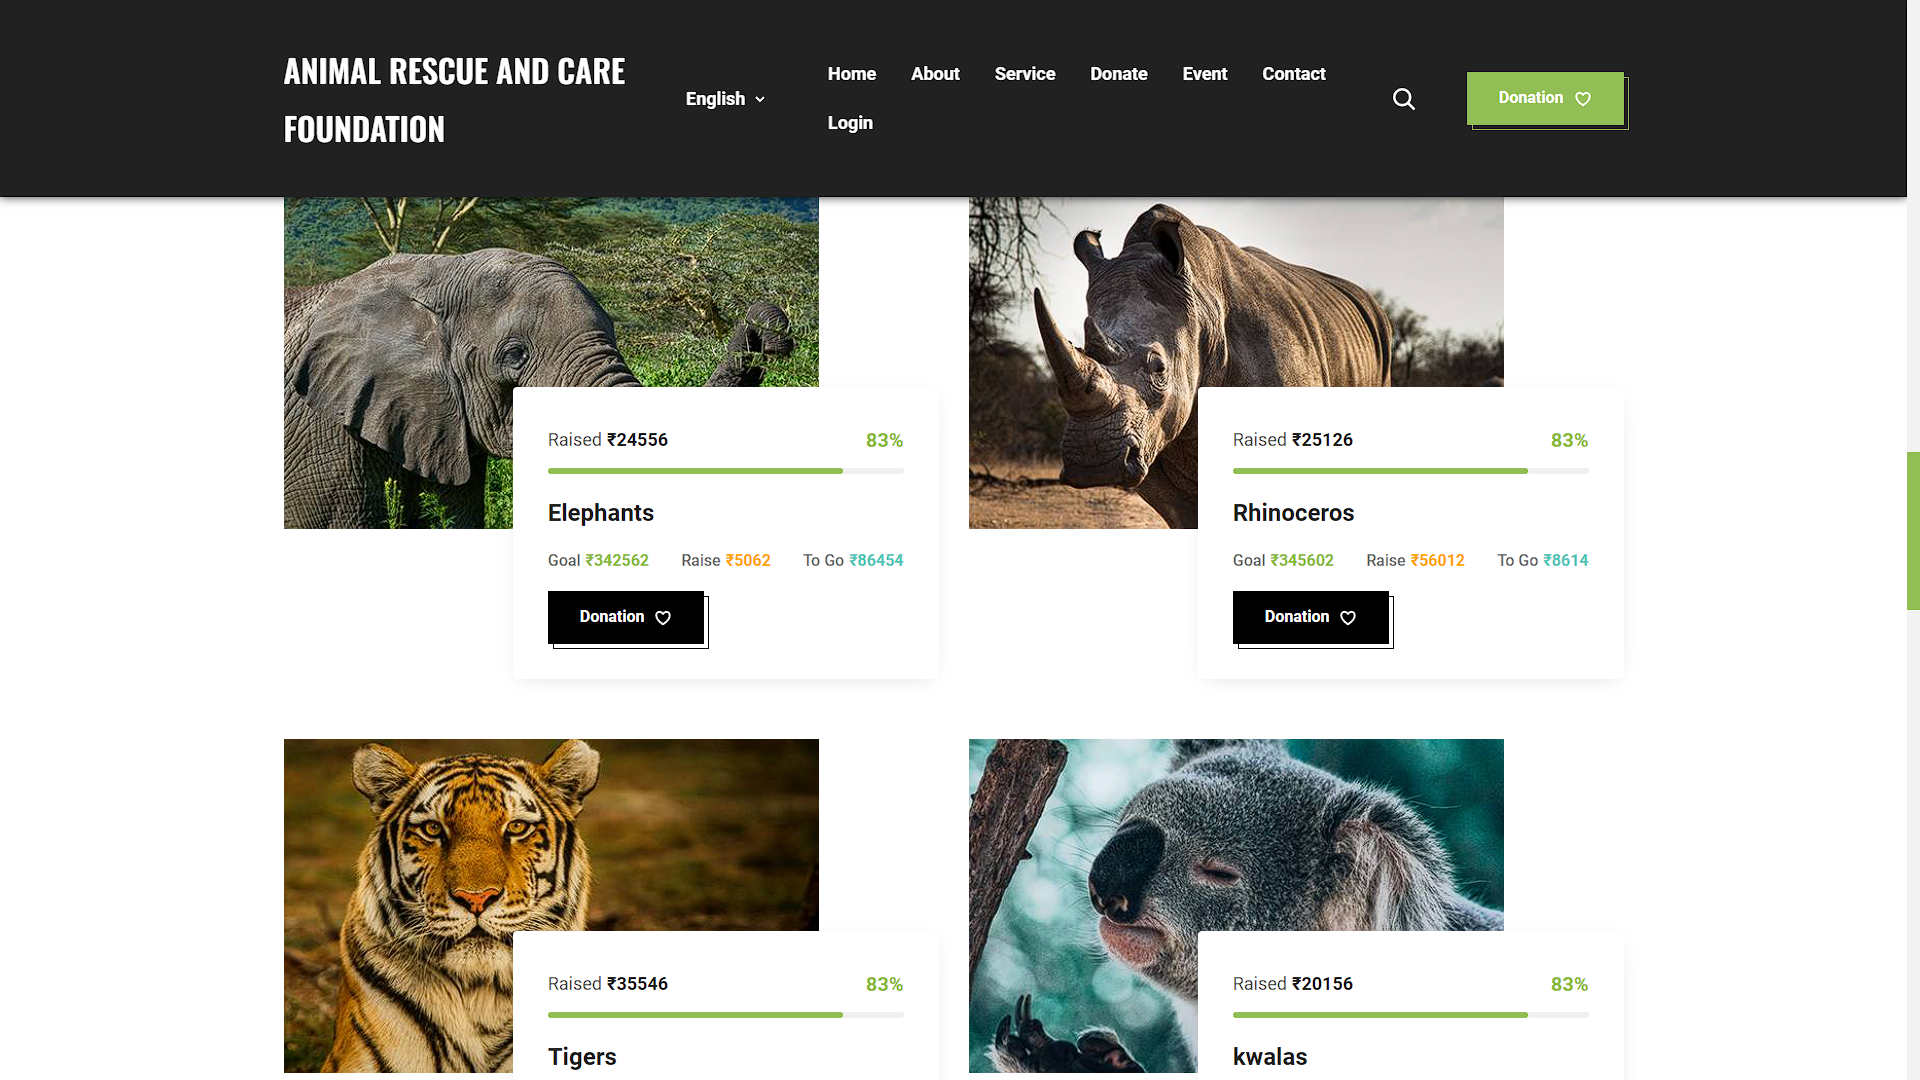 ANIMAL RESCUE AND CARE
FOUNDATION
English
Home About Service Donate Event Contact
Login
Donation
Raised ₹24556 83%
Elephants
Goal ₹342562 Raise ₹5062 To Go ₹86454
Donation
Raised ₹25126 83%
Rhinoceros
Goal ₹345602 Raise ₹56012 To Go ₹8614
Donation
Raised ₹35546 83%
Tigers
Raised ₹20156 83%
kwalas